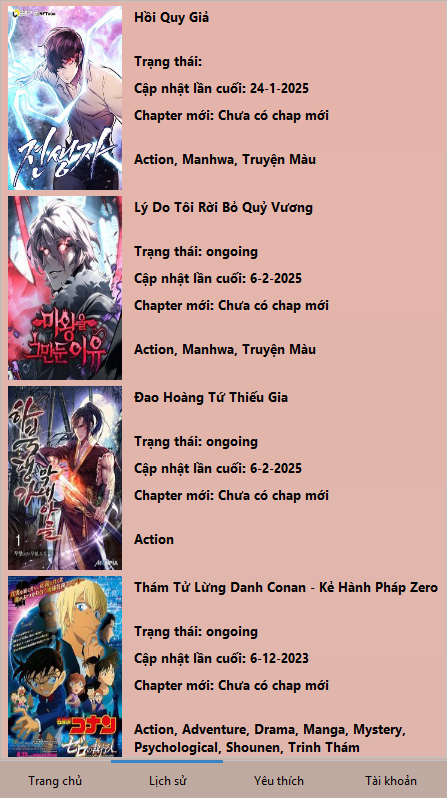 Hồi Quy Giả
Trạng thái:
Cập nhật lần cuối: 24-1-2025
Chapter mới: Chưa có chap mới
Action, Manhwa, Truyện Màu
전생자
Lý Do Tôi Rời Bỏ Quỷ Vương
Trạng thái: ongoing
Cập nhật lần cuối: 6-2-2025
Chapter mới: Chưa có chap mới
Action, Manhwa, Truyện Màu
마왕을
그만둔 이유
Đao Hoàng Tứ Thiếu Gia
Trạng thái: ongoing
Cập nhật lần cuối: 6-2-2025
Chapter mới: Chưa có chap mới
Action
1
Thám Tử Lừng Danh Conan - Kẻ Hành Pháp Zero
Trạng thái: ongoing
Cập nhật lần cuối: 6-12-2023
Chapter mới: Chưa có chap mới
Action, Adventure, Drama, Manga, Mystery,
Psychological, Shounen, Trinh Thám
コナン
Trang chủ
Lịch sử
Yêu thích
Tài khoản